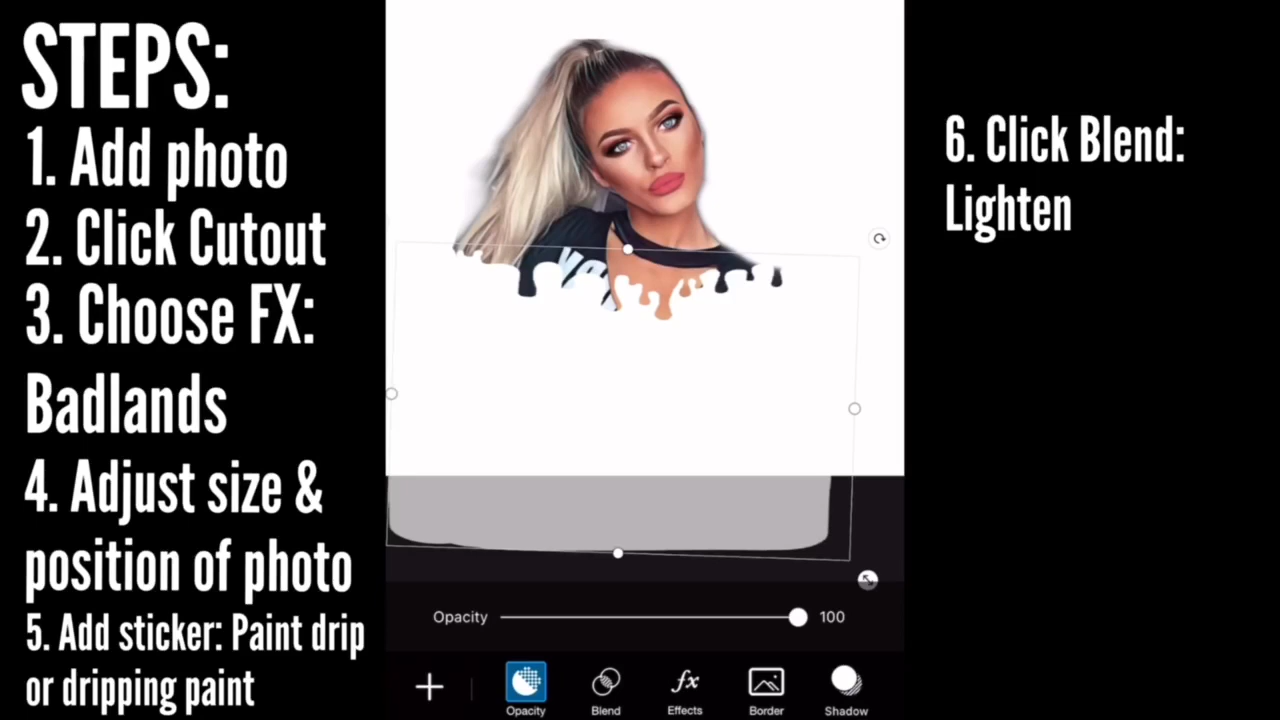 STEPS:
1. Add photo
2. Click Cutout
3. Choose FX:
Badlands
4. Adjust size &
position of photo
5. Add sticker: Paint drip
or dripping paint
6. Click Blend:
Lighten
Opacity 100
Opacity Blend fx Effects Border Shadow